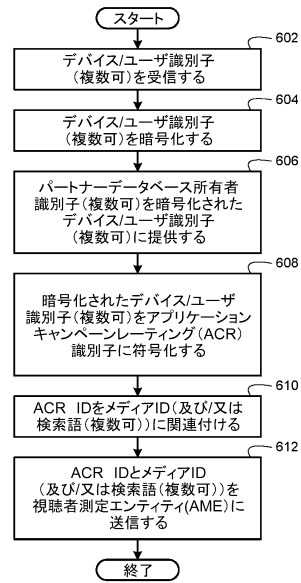 スタート
602
デバイス/ユーザ識別子
(複数可)を受信する
604
デバイス/ユーザ識別子
(複数可)を暗号化する
606
パートナーデータベース所有者
識別子(複数可)を暗号化された
デバイス/ユーザ識別子
(複数可)に提供する
608
暗号化されたデバイス/ユーザ
識別子(複数可)をアプリケーション
キャンペーンレーティング(ACR)
識別子に符号化する
610
ACR IDをメディアID(及び/又は
検索語(複数可))に関連付ける
612
ACR IDとメディアID
(及び/又は検索語(複数可))を
視聴者測定エンティティ(AME)に
送信する
終了